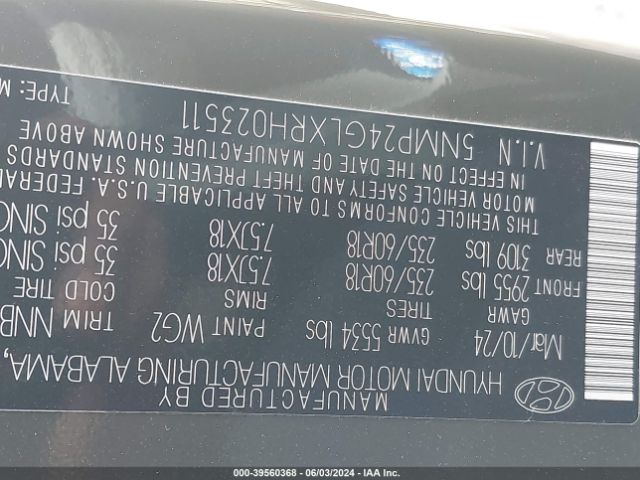 MANUFACTURED BY
HYUNDAI MOTOR MANUFACTURING ALABAMA,
Mar/10/24 GVWR 5534 lbs PAINT WG2 TRIM NNB
GAWR TIRES RIMS COLD TIRE
FRONT 2955 lbs 235/60R18 7.5JX18 35 psi SING
REAR 3109 lbs 235/60R18 7.5JX18 35 psi SING
THIS VEHICLE CONFORMS TO ALL APPLICABLE U.S.A. FEDERAL
MOTOR VEHICLE SAFETY AND THEFT PREVENTION STANDARDS
IN EFFECT ON THE DATE OF MANUFACTURE SHOWN ABOVE
V.I.N 5NMP24GLXRH023511 TYPE: M
000-39560368 - 06/03/2024 - IAA Inc.